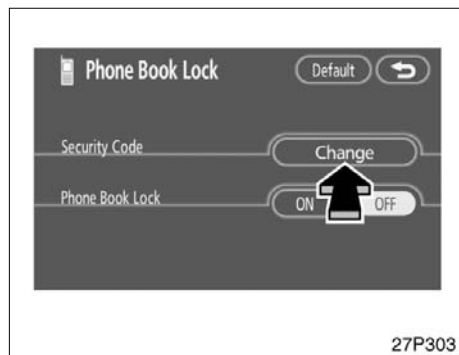 Phone Book Lock Default
Security Code Change
Phone Book Lock ON OFF
27P303